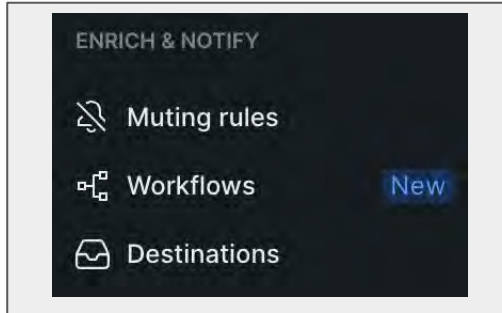 ENRICH & NOTIFY
Muting rules
Workflows New
Destinations